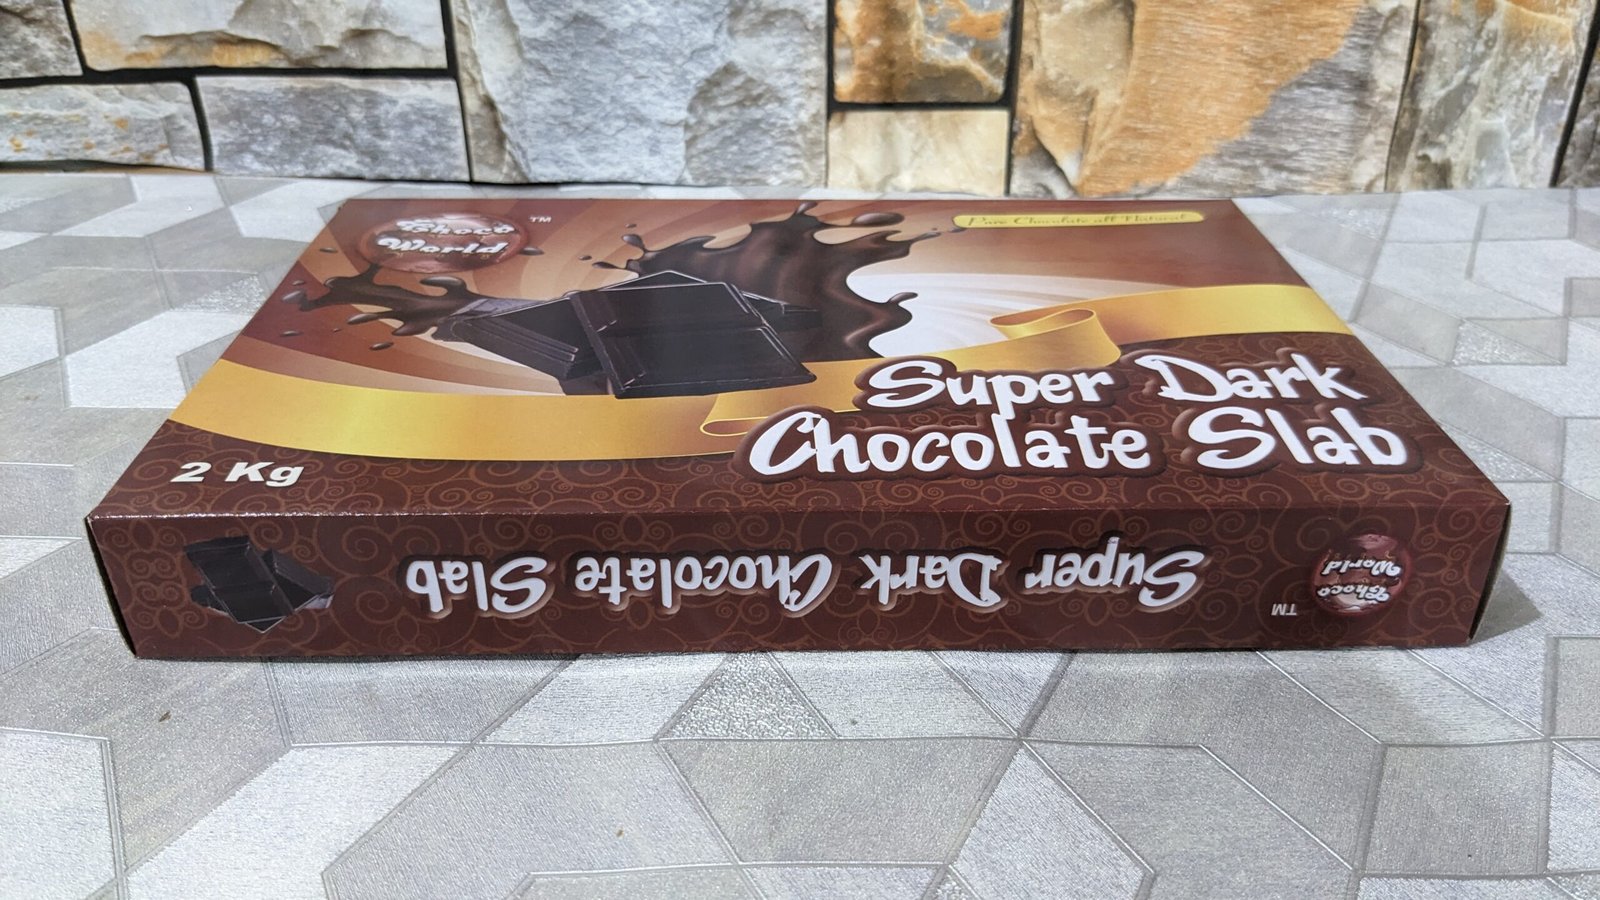 Choco
World
TM
Pure Chocolate all Natural
Super Dark
Chocolate Slab
2 Kg
Super Dark Chocolate Slab
Choco
World
TM